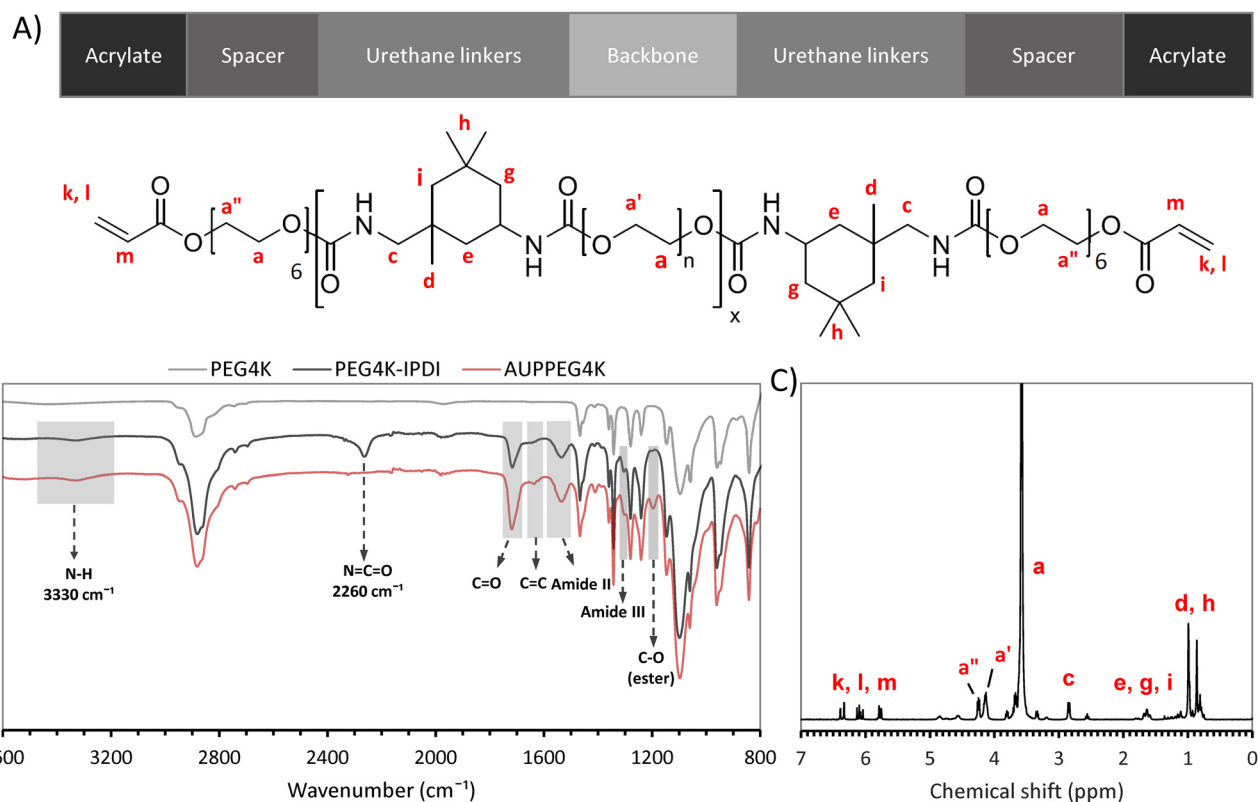 A)
Acrylate Spacer Urethane linkers Backbone Urethane linkers Spacer Acrylate
h
i g
k, l O a" O H N O a' O H N e d c O a m
m O a O 6 O c d e N H O a n O O g i N H O a" 6 O k, l
h
x
PEG4K PEG4K-IPDI AUPPEG4K
N-H
3330 cm⁻¹
N=C=O
2260 cm⁻¹
C=O C=C Amide II
Amide III
C-O
(ester)
3200 2800 2400 2000 1600 1200 800
Wavenumber (cm⁻¹)
C)
a
d, h
a" a'
k, l, m c e, g, i
7 6 5 4 3 2 1 0
Chemical shift (ppm)